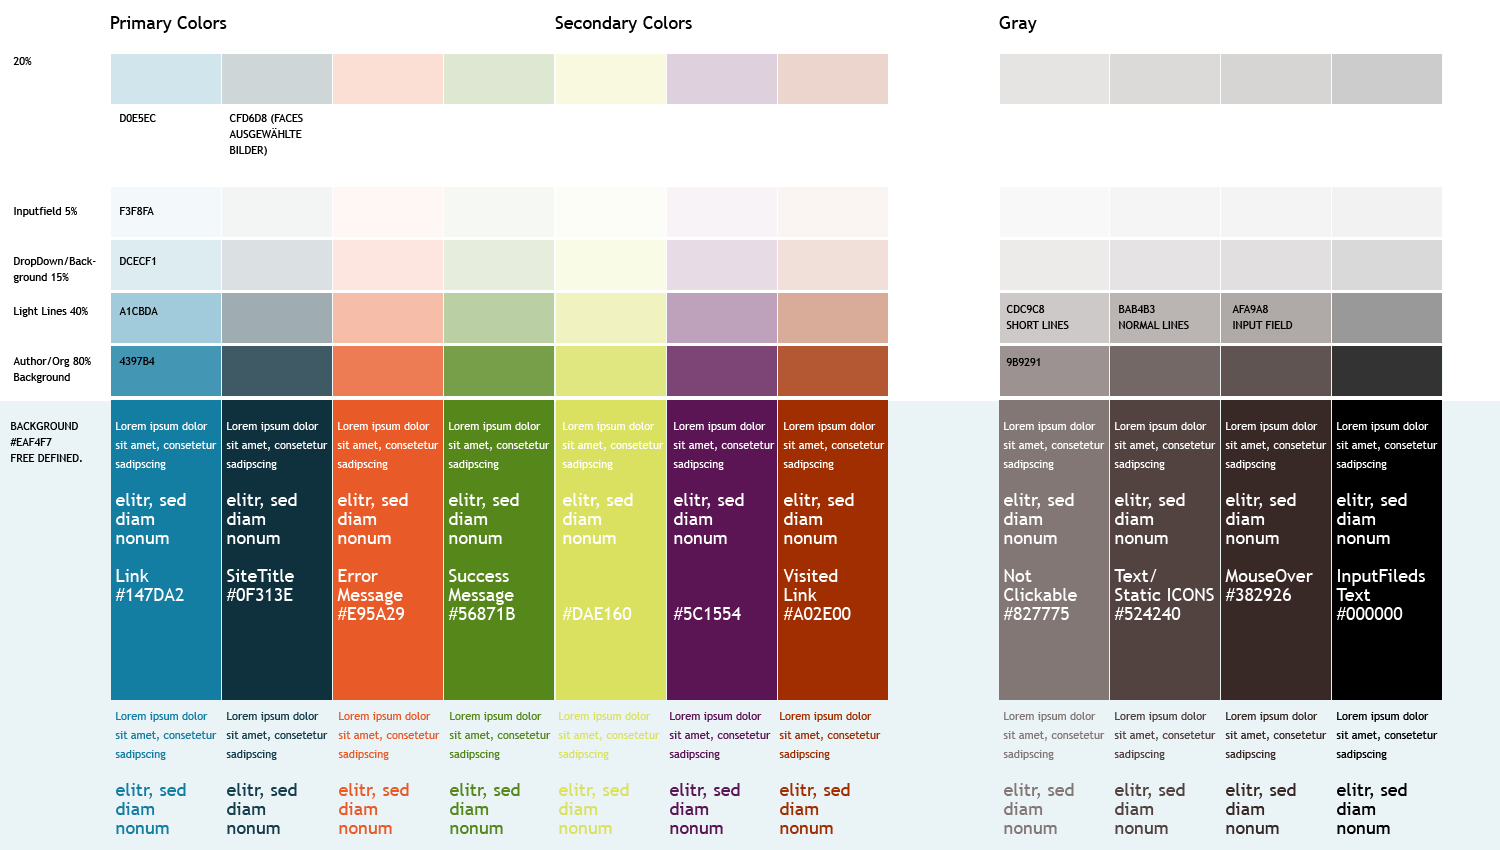 Primary Colors
Secondary Colors
Gray
20%
D0E5EC
CFD6D8 (FACES
AUSGEWÄHLTE
BILDER)
Inputfield 5%
F3F8FA
DropDown/Back-
ground 15%
DCECF1
Light Lines 40%
A1CBDA
CDC9C8
SHORT LINES
BAB4B3
NORMAL LINES
AFA9A8
INPUT FIELD
Author/Org 80%
Background
4397B4
9B9291
BACKGROUND
#EAF4F7
FREE DEFINED.
Lorem ipsum dolor
sit amet, consetetur
sadipscing
elitr, sed
diam
nonum
Link
#147DA2
Lorem ipsum dolor
sit amet, consetetur
sadipscing
elitr, sed
diam
nonum
SiteTitle
#0F313E
Lorem ipsum dolor
sit amet, consetetur
sadipscing
elitr, sed
diam
nonum
Error
Message
#E95A29
Lorem ipsum dolor
sit amet, consetetur
sadipscing
elitr, sed
diam
nonum
Success
Message
#56871B
Lorem ipsum dolor
sit amet, consetetur
sadipscing
elitr, sed
diam
nonum
#DAE160
Lorem ipsum dolor
sit amet, consetetur
sadipscing
elitr, sed
diam
nonum
#5C1554
Lorem ipsum dolor
sit amet, consetetur
sadipscing
elitr, sed
diam
nonum
Visited
Link
#A02E00
Lorem ipsum dolor
sit amet, consetetur
sadipscing
elitr, sed
diam
nonum
Not
Clickable
#827775
Lorem ipsum dolor
sit amet, consetetur
sadipscing
elitr, sed
diam
nonum
Text/
Static ICONS
#524240
Lorem ipsum dolor
sit amet, consetetur
sadipscing
elitr, sed
diam
nonum
MouseOver
#382926
Lorem ipsum dolor
sit amet, consetetur
sadipscing
elitr, sed
diam
nonum
InputFileds
Text
#000000
Lorem ipsum dolor
sit amet, consetetur
sadipscing
elitr, sed
diam
nonum
Lorem ipsum dolor
sit amet, consetetur
sadipscing
elitr, sed
diam
nonum
Lorem ipsum dolor
sit amet, consetetur
sadipscing
elitr, sed
diam
nonum
Lorem ipsum dolor
sit amet, consetetur
sadipscing
elitr, sed
diam
nonum
Lorem ipsum dolor
sit amet, consetetur
sadipscing
elitr, sed
diam
nonum
Lorem ipsum dolor
sit amet, consetetur
sadipscing
elitr, sed
diam
nonum
Lorem ipsum dolor
sit amet, consetetur
sadipscing
elitr, sed
diam
nonum
Lorem ipsum dolor
sit amet, consetetur
sadipscing
elitr, sed
diam
nonum
Lorem ipsum dolor
sit amet, consetetur
sadipscing
elitr, sed
diam
nonum
Lorem ipsum dolor
sit amet, consetetur
sadipscing
elitr, sed
diam
nonum
Lorem ipsum dolor
sit amet, consetetur
sadipscing
elitr, sed
diam
nonum